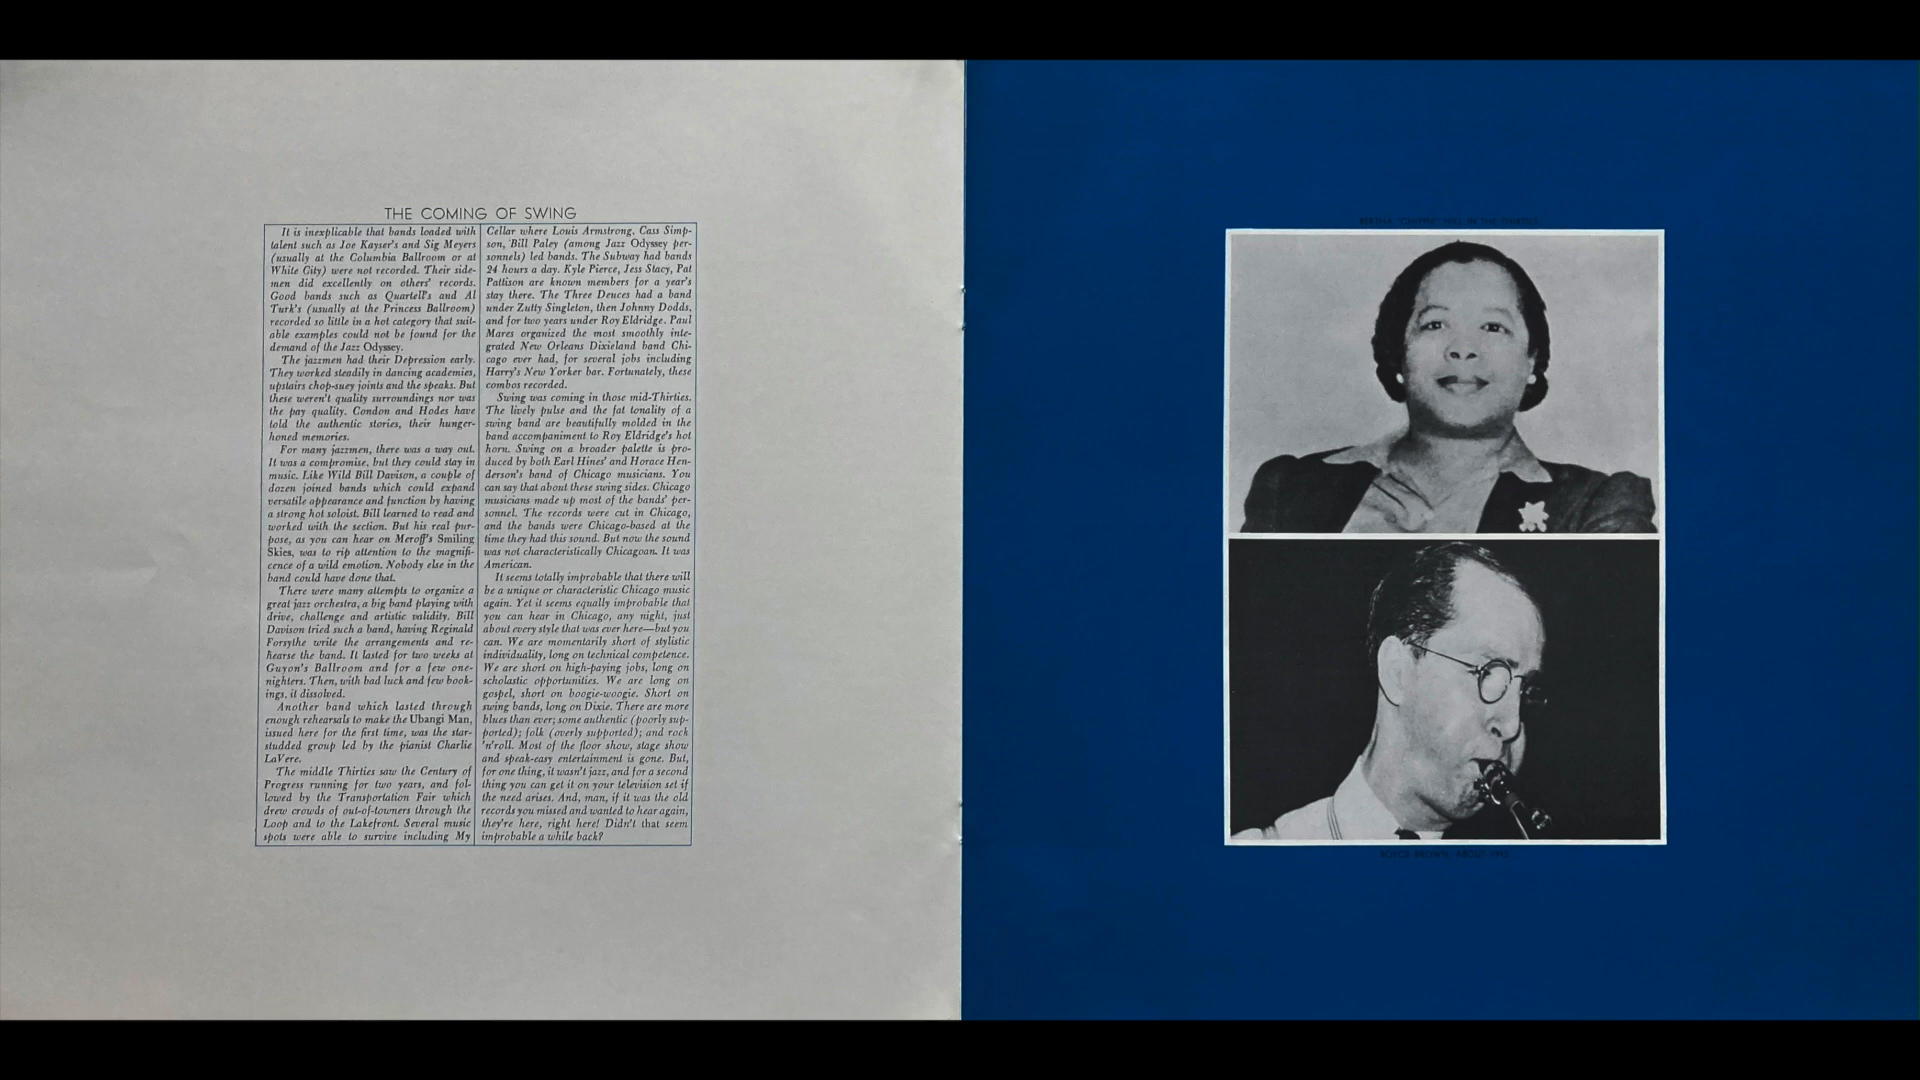 THE COMING OF SWING
It is inexplicable that bands loaded with
talent such as Joe Kayser's and Sig Meyers
(usually at the Columbia Ballroom or at
White City) were not recorded. Their side-
men did excellently on others' records.
Good bands such as Quartell's and Al
Turk's (usually at the Princess Ballroom)
recorded so little in a hot category that suit-
able examples could not be found for the
demand of the Jazz Odyssey.
The jazzmen had their Depression early.
They worked steadily in dancing academies,
upstairs chop-suey joints and the speaks. But
these weren't quality surroundings nor was
the pay quality. Condon and Hodes have
told the authentic stories, their hunger-
honed memories.
For many jazzmen, there was a way out.
It was a compromise, but they could stay in
music. Like Wild Bill Davison, a couple of
dozen joined bands which could expand
versatile appearance and function by having
a strong hot soloist. Bill learned to read and
worked with the section. But his real pur-
pose, as you can hear on Meroff's Smiling
Skies, was to rip attention to the magnifi-
cence of a wild emotion. Nobody else in the
band could have done that.
There were many attempts to organize a
great jazz orchestra, a big band playing with
drive, challenge and artistic validity. Bill
Davison tried such a band, having Reginald
Forsythe write the arrangements and re-
hearse the band. It lasted for two weeks at
Guyon's Ballroom and for a few one-
nighters. Then, with bad luck and few book-
ings, it dissolved.
Another band which lasted through
enough rehearsals to make the Ubangi Man,
issued here for the first time, was the star-
studded group led by the pianist Charlie
LaVere.
The middle Thirties saw the Century of
Progress running for two years, and fol-
lowed by the Transportation Fair which
drew crowds of out-of-towners through the
Loop and to the Lakefront. Several music
spots were able to survive including My
Cellar where Louis Armstrong, Cass Simp-
son, Bill Paley (among Jazz Odyssey per-
sonnels) led bands. The Subway had bands
24 hours a day. Kyle Pierce, Jess Stacy, Pat
Pattison are known members for a year's
stay there. The Three Deuces had a band
under Zutty Singleton, then Johnny Dodds,
and for two years under Roy Eldridge. Paul
Mares organized the most smoothly inte-
grated New Orleans Dixieland band Chi-
cago ever had, for several jobs including
Harry's New Yorker bar. Fortunately, these
combos recorded.
Swing was coming in those mid-Thirties.
The lively pulse and the fat tonality of a
swing band are beautifully molded in the
band accompaniment to Roy Eldridge's hot
horn. Swing on a broader palette is pro-
duced by both Earl Hines' and Horace Hen-
derson's band of Chicago musicians. You
can say that about these swing sides. Chicago
musicians made up most of the bands' per-
sonnel. The records were cut in Chicago,
and the bands were Chicago-based at the
time they had this sound. But now the sound
was not characteristically Chicagoan. It was
American.
It seems totally improbable that there will
be a unique or characteristic Chicago music
again. Yet it seems equally improbable that
you can hear in Chicago, any night, just
about every style that was ever here—but you
can. We are momentarily short of stylistic
individuality, long on technical competence.
We are short on high-paying jobs, long on
scholastic opportunities. We are long on
gospel, short on boogie-woogie. Short on
swing bands, long on Dixie. There are more
blues than ever; some authentic (poorly sup-
ported); folk (overly supported); and rock
'n'roll. Most of the floor show, stage show
and speak-easy entertainment is gone. But,
for one thing, it wasn't jazz, and for a second
thing you can get it on your television set if
the need arises. And, man, if it was the old
records you missed and wanted to hear again,
they're here, right here! Didn't that seem
improbable a while back?
BERTHA "CHIPPIE" HILL IN THE THIRTIES
BOYCE BROWN, ABOUT